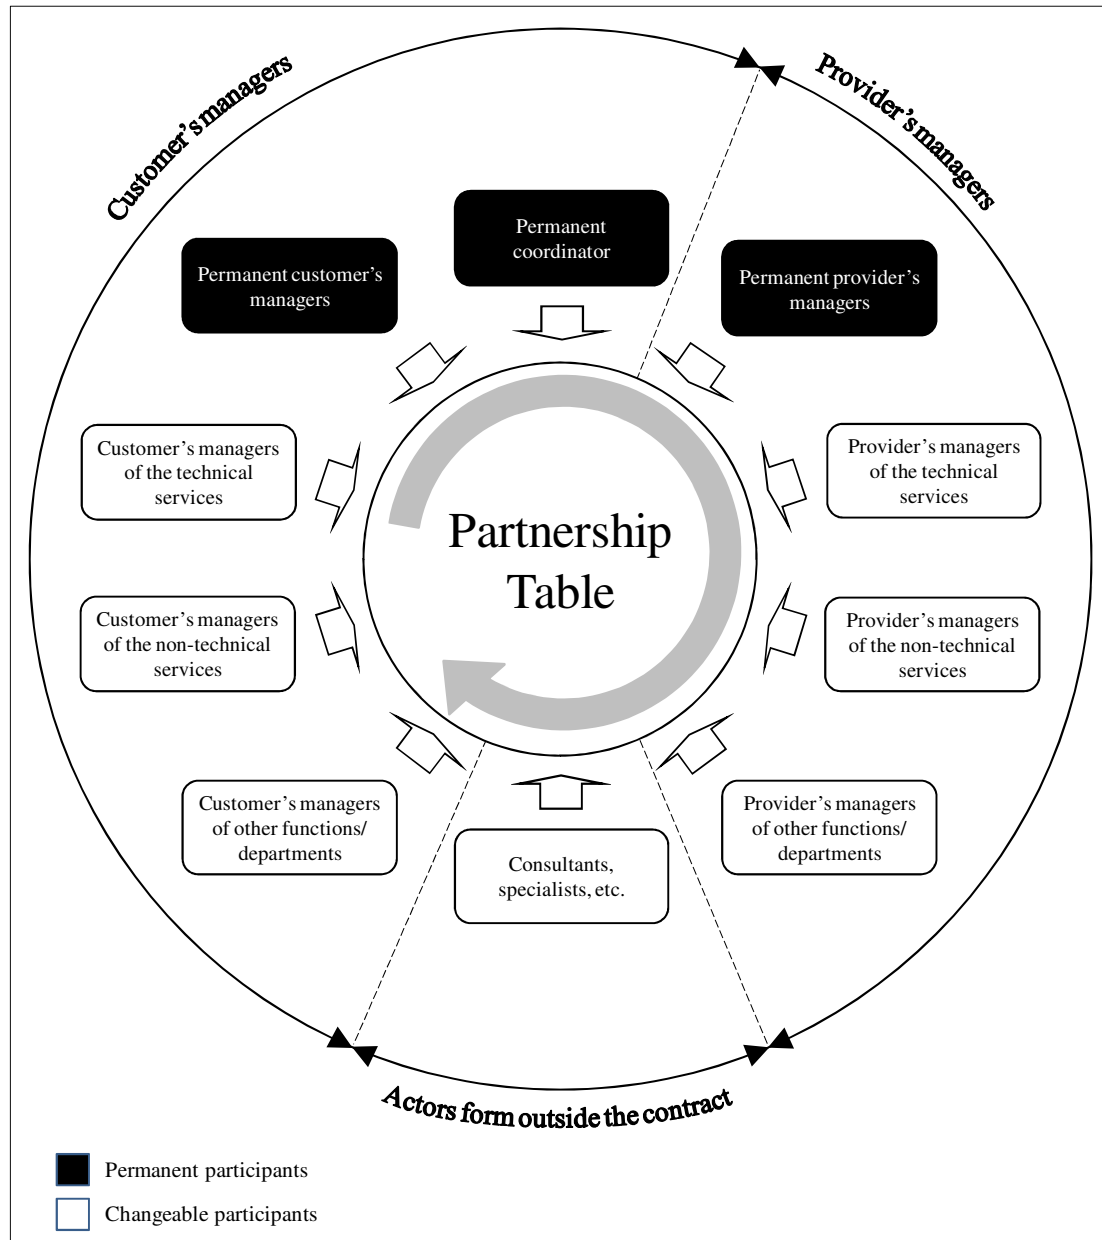 Customer's managers
Provider's managers
Permanent
coordinator
Permanent customer's
managers
Permanent provider's
managers
Customer's managers
of the technical
services
Provider's managers
of the technical
services
Partnership
Table
Customer's managers
of the non-technical
services
Provider's managers
of the non-technical
services
Customer's managers
of other functions/
departments
Provider's managers
of other functions/
departments
Consultants,
specialists, etc.
Actors form outside the contract
Permanent participants
Changeable participants